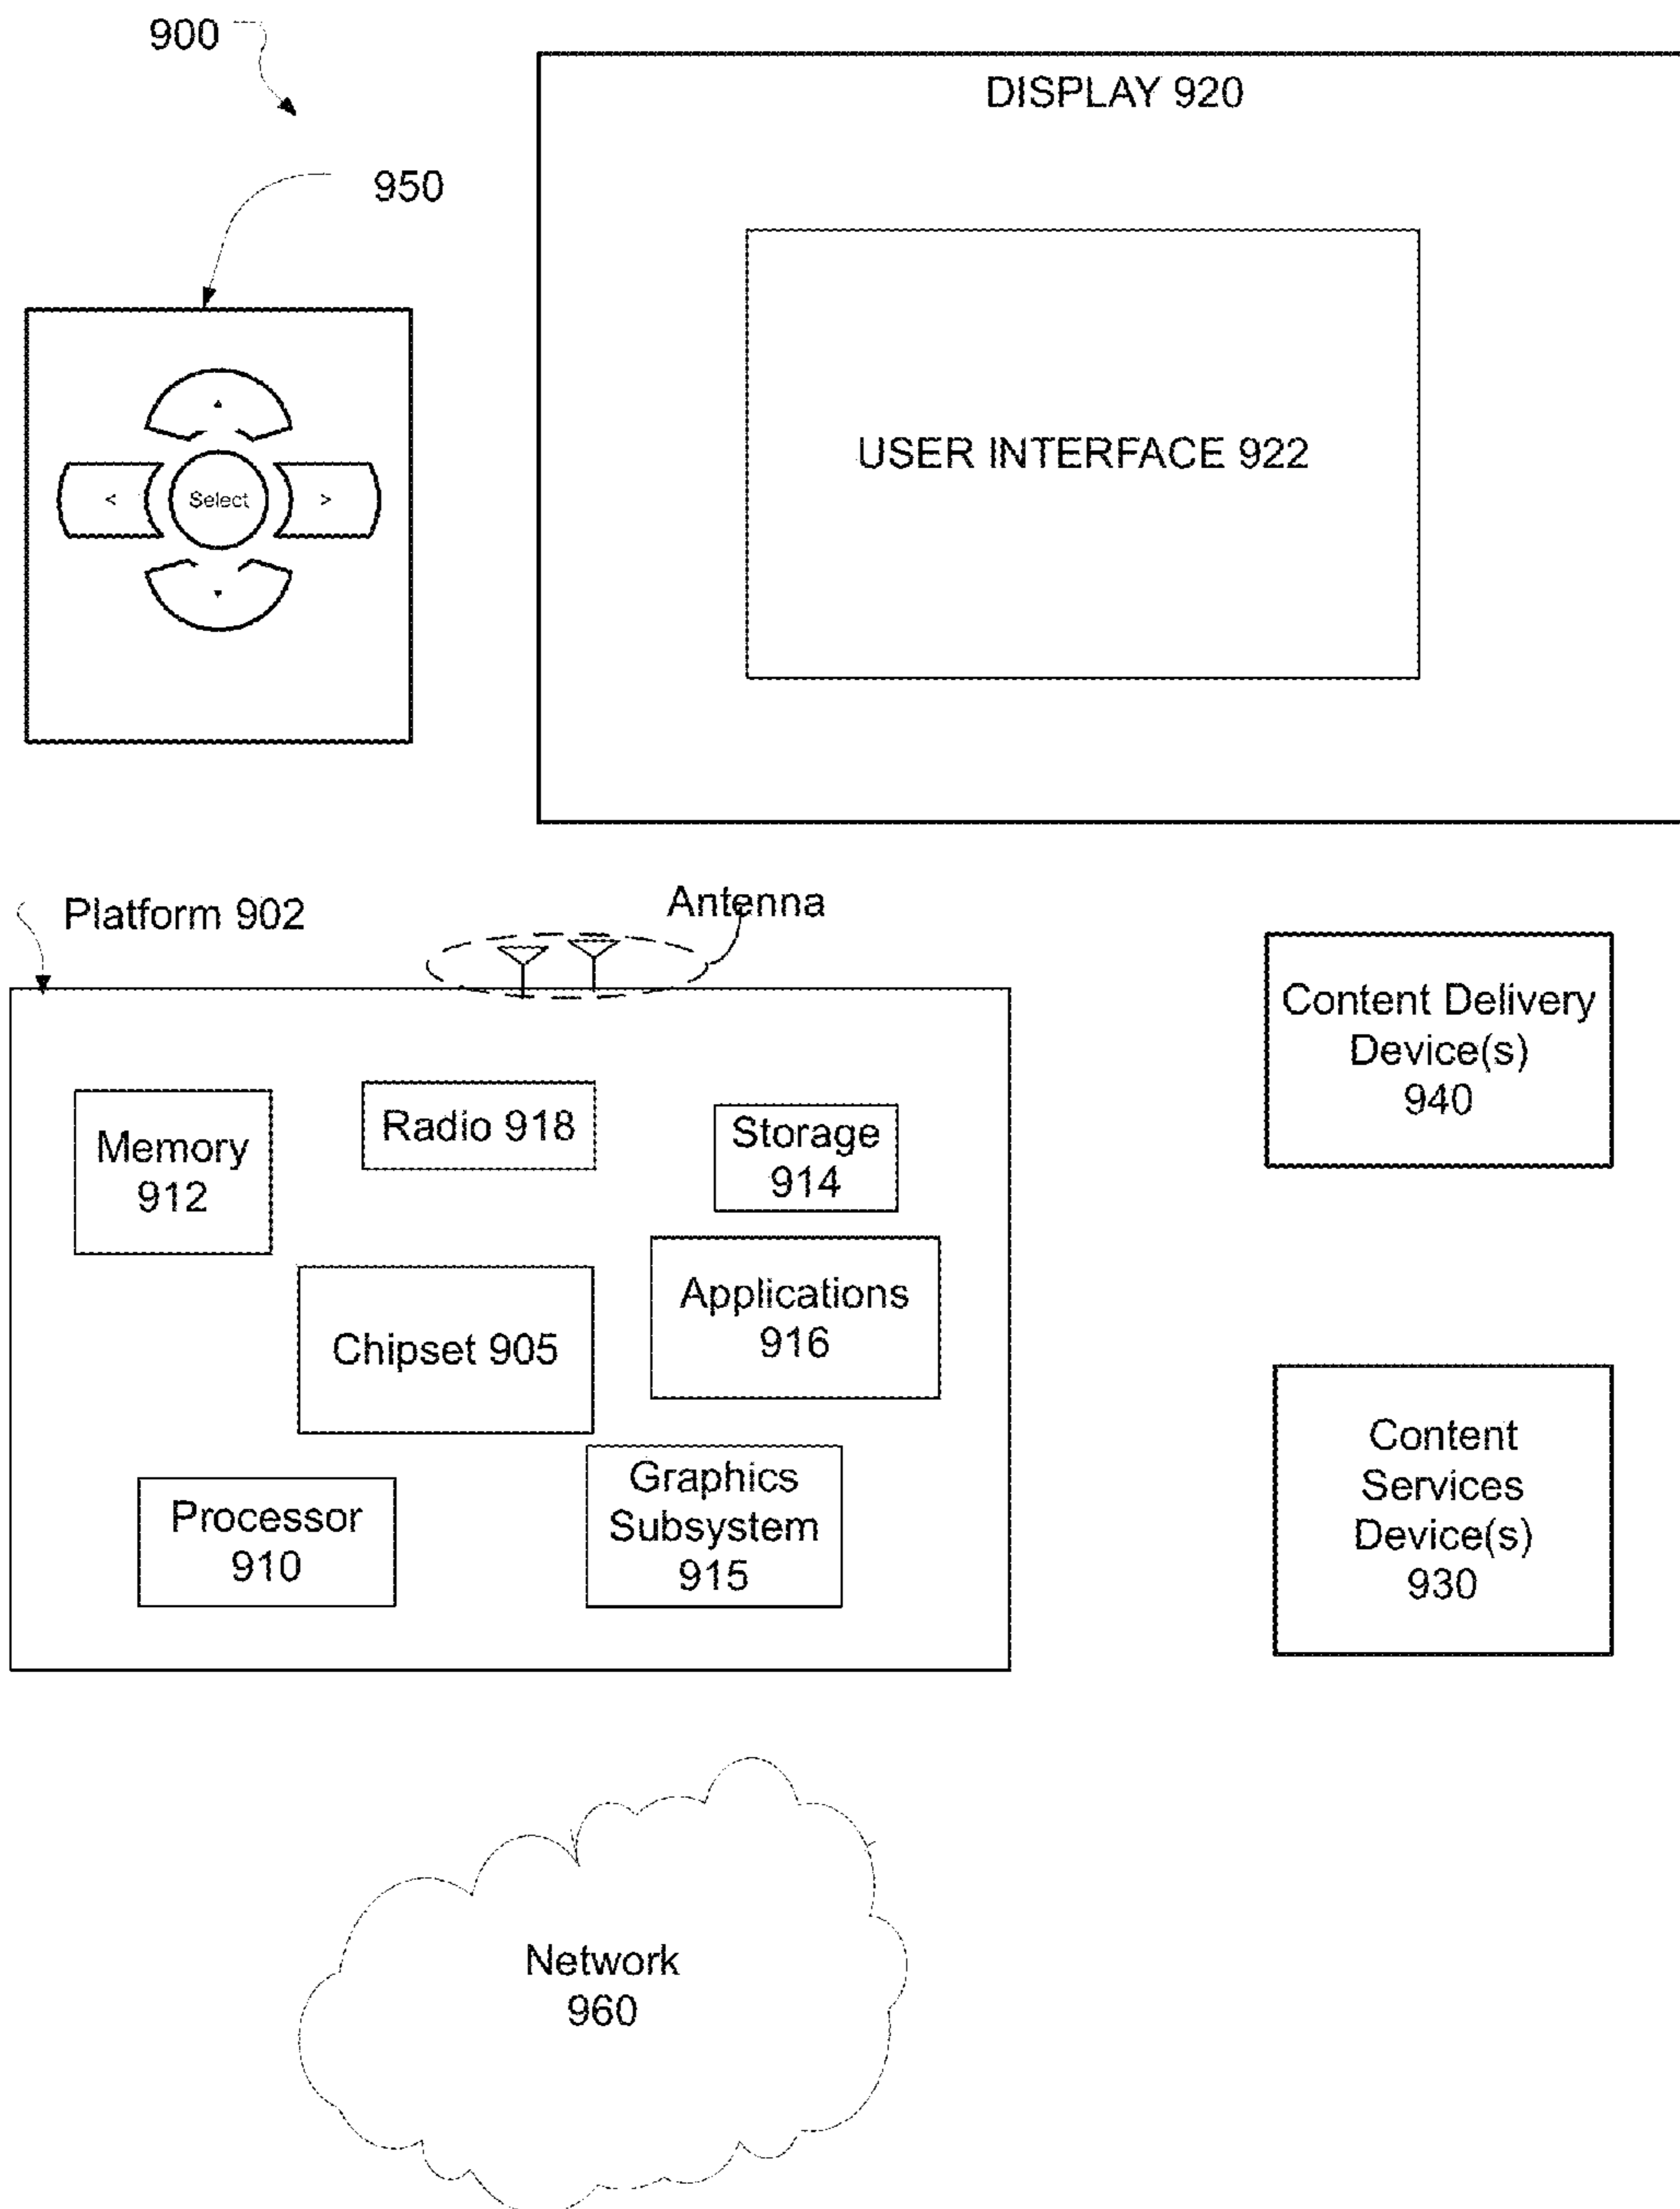 900
DISPLAY 920
950
USER INTERFACE 922
<
Select
>
Platform 902
Antenna
Content Delivery
Device(s)
940
Memory
912
Radio 918
Storage
914
Chipset 905
Applications
916
Processor
910
Graphics
Subsystem
915
Content
Services
Device(s)
930
Network
960